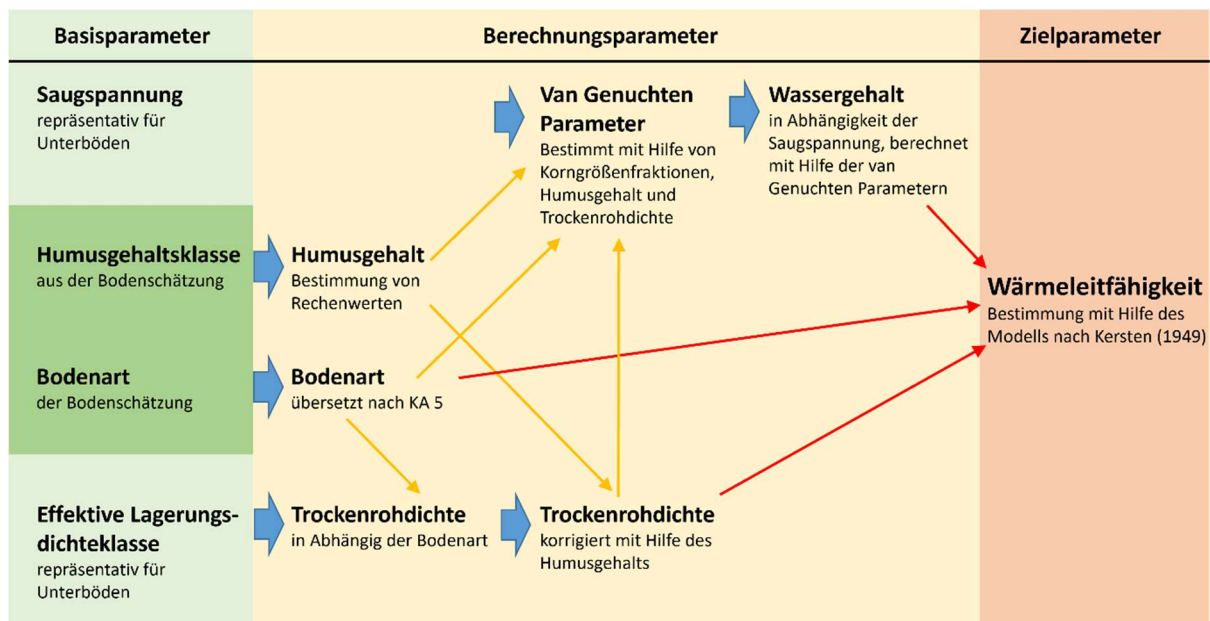 Basisparameter
Berechnungsparameter
Zielparameter
Saugspannung
repräsentativ für
Unterböden
Van Genuchten
Parameter
Bestimmt mit Hilfe von
Korngrößenfraktionen,
Humusgehalt und
Trockenrohdichte
Wassergehalt
in Abhängigkeit der
Saugspannung, berechnet
mit Hilfe der van
Genuchten Parametern
Humusgehaltsklasse
aus der Bodenschätzung
Humusgehalt
Bestimmung von
Rechenwerten
Wärmeleitfähigkeit
Bestimmung mit Hilfe des
Modells nach Kersten (1949)
Bodenart
der Bodenschätzung
Bodenart
übersetzt nach KA 5
Effektive Lagerungs-
dichteklasse
repräsentativ für
Unterböden
Trockenrohdichte
in Abhängig der Bodenart
Trockenrohdichte
korrigiert mit Hilfe des
Humusgehalts